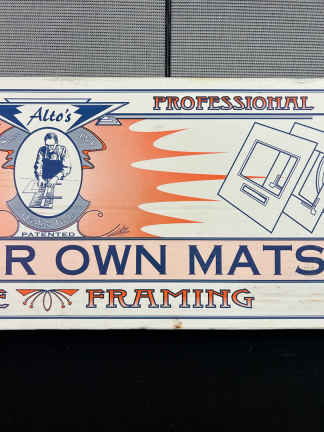 Alto's
PROFESSIONAL
PATENTED
R OWN MATS
E FRAMING